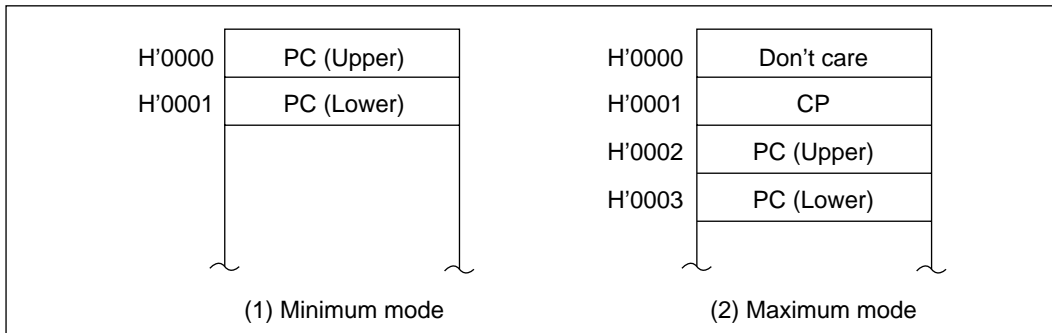 H'0000 PC (Upper)
H'0001 PC (Lower)
(1) Minimum mode
H'0000 Don't care
H'0001 CP
H'0002 PC (Upper)
H'0003 PC (Lower)
(2) Maximum mode